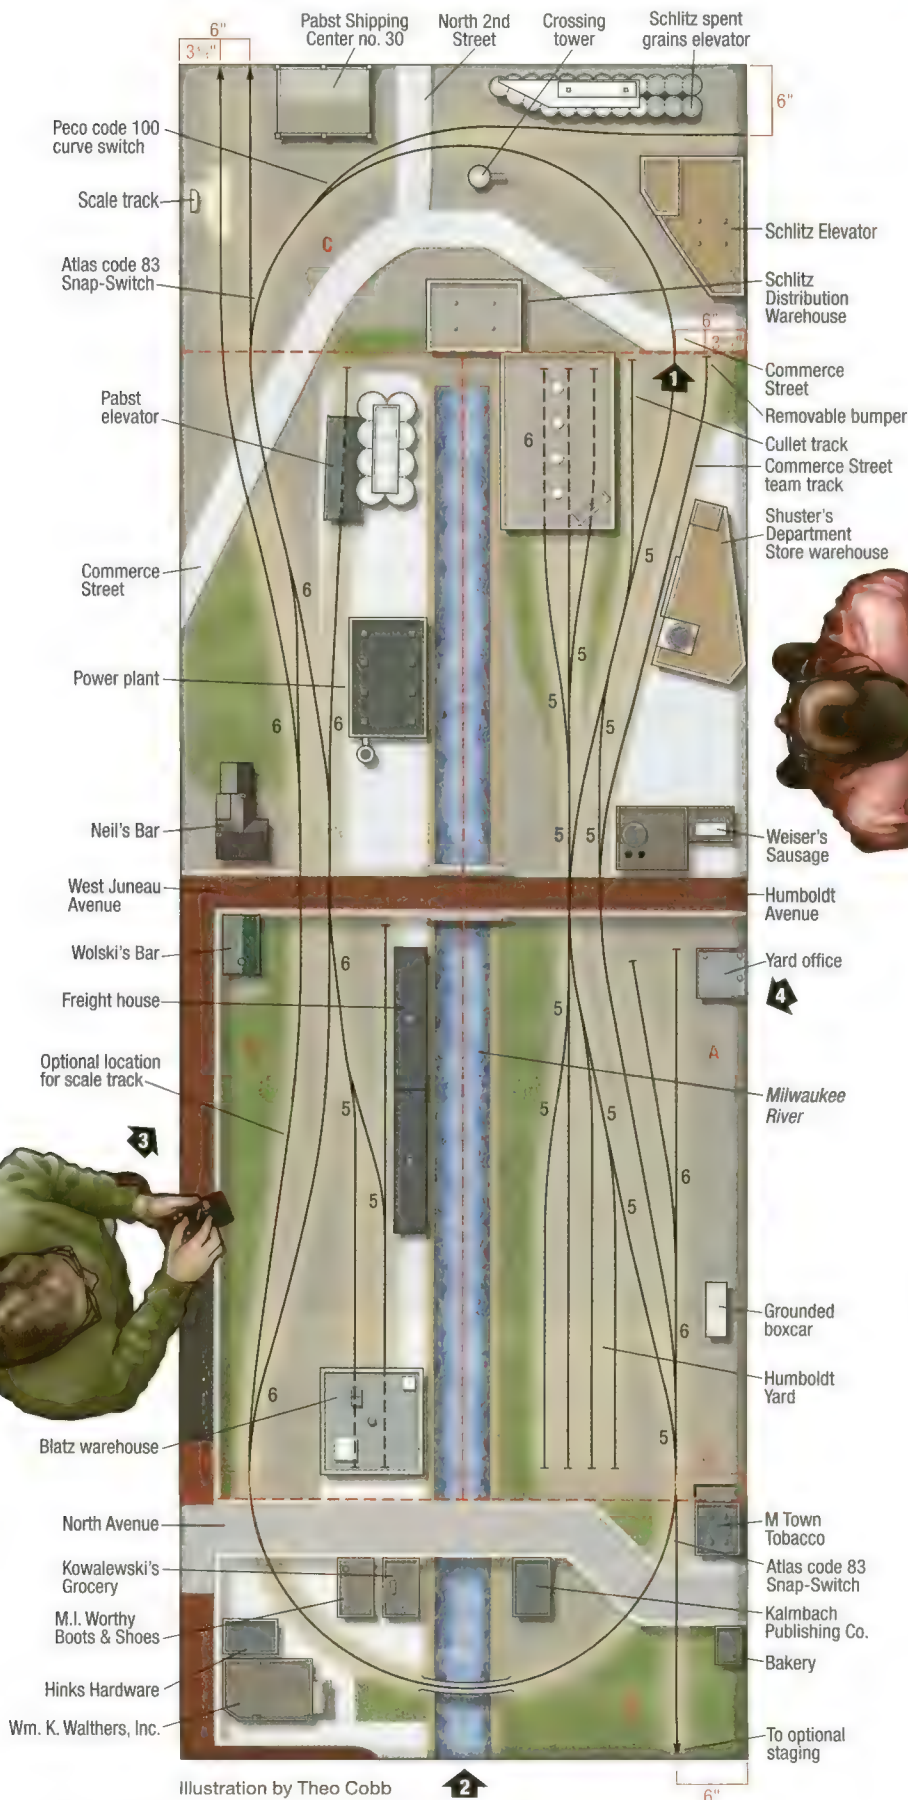 6"
3½"
Pabst Shipping
Center no. 30
North 2nd
Street
Crossing
tower
Schlitz spent
grains elevator
6"
Peco code 100
curve switch
Scale track
C
Schlitz Elevator
Atlas code 83
Snap-Switch
Schlitz
Distribution
Warehouse
6"
1
Commerce
Street
Removable bumper
Pabst
elevator
6
Cullet track
Commerce Street
team track
Shuster's
Department
Store warehouse
5
Commerce
Street
6
5
Power plant
6
6
5
5
Neil's Bar
5
5
Weiser's
Sausage
West Juneau
Avenue
Humboldt
Avenue
Wolski's Bar
6
Yard office
Freight house
4
5
A
Optional location
for scale track
5
5
Milwaukee
River
3
6
5
5
Grounded
boxcar
6
Humboldt
Yard
6
5
Blatz warehouse
North Avenue
M Town
Tobacco
Kowalewski's
Grocery
Atlas code 83
Snap-Switch
M.I. Worthy
Boots & Shoes
Kalmbach
Publishing Co.
Bakery
Hinks Hardware
Wm. K. Walthers, Inc.
To optional
staging
Illustration by Theo Cobb
2
6"